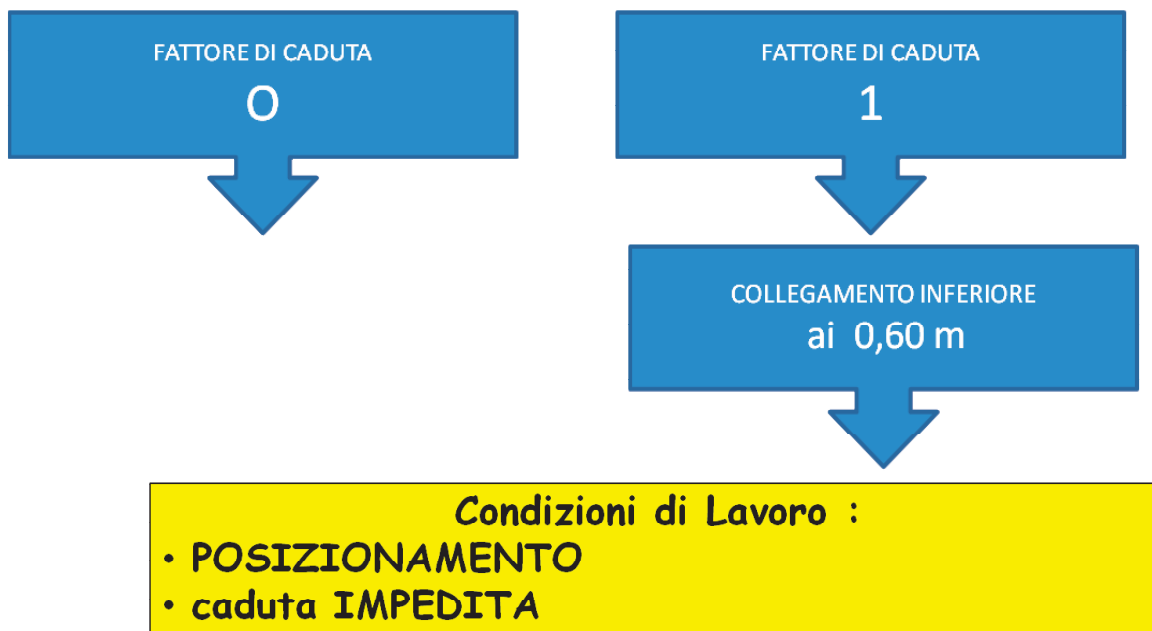 FATTORE DI CADUTA
0
FATTORE DI CADUTA
1
COLLEGAMENTO INFERIORE
ai 0,60 m
Condizioni di Lavoro :
• POSIZIONAMENTO
• caduta IMPEDITA